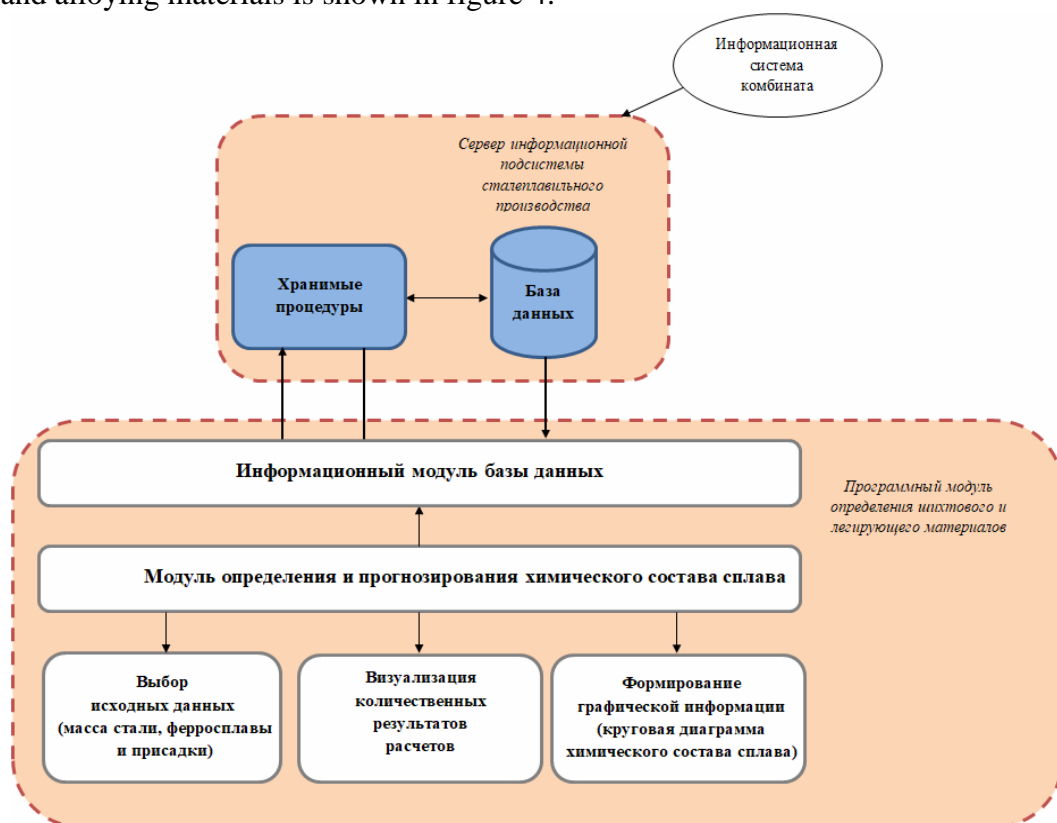 and alloying materials is shown in figure 4.
Информационная
система
комбината
Сервер информационной
подсистемы
сталеплавильного
производства
Хранимые
процедуры
База
данных
Информационный модуль базы данных
Программный модуль
определения шихтового и
легирующего материалов
Модуль определения и прогнозирования химического состава сплава
Выбор
исходных данных
(масса стали, ферросплавы
и присадки)
Визуализация
количественных
результатов
расчетов
Формирование
графической информации
(круговая диаграмма
химического состава сплава)